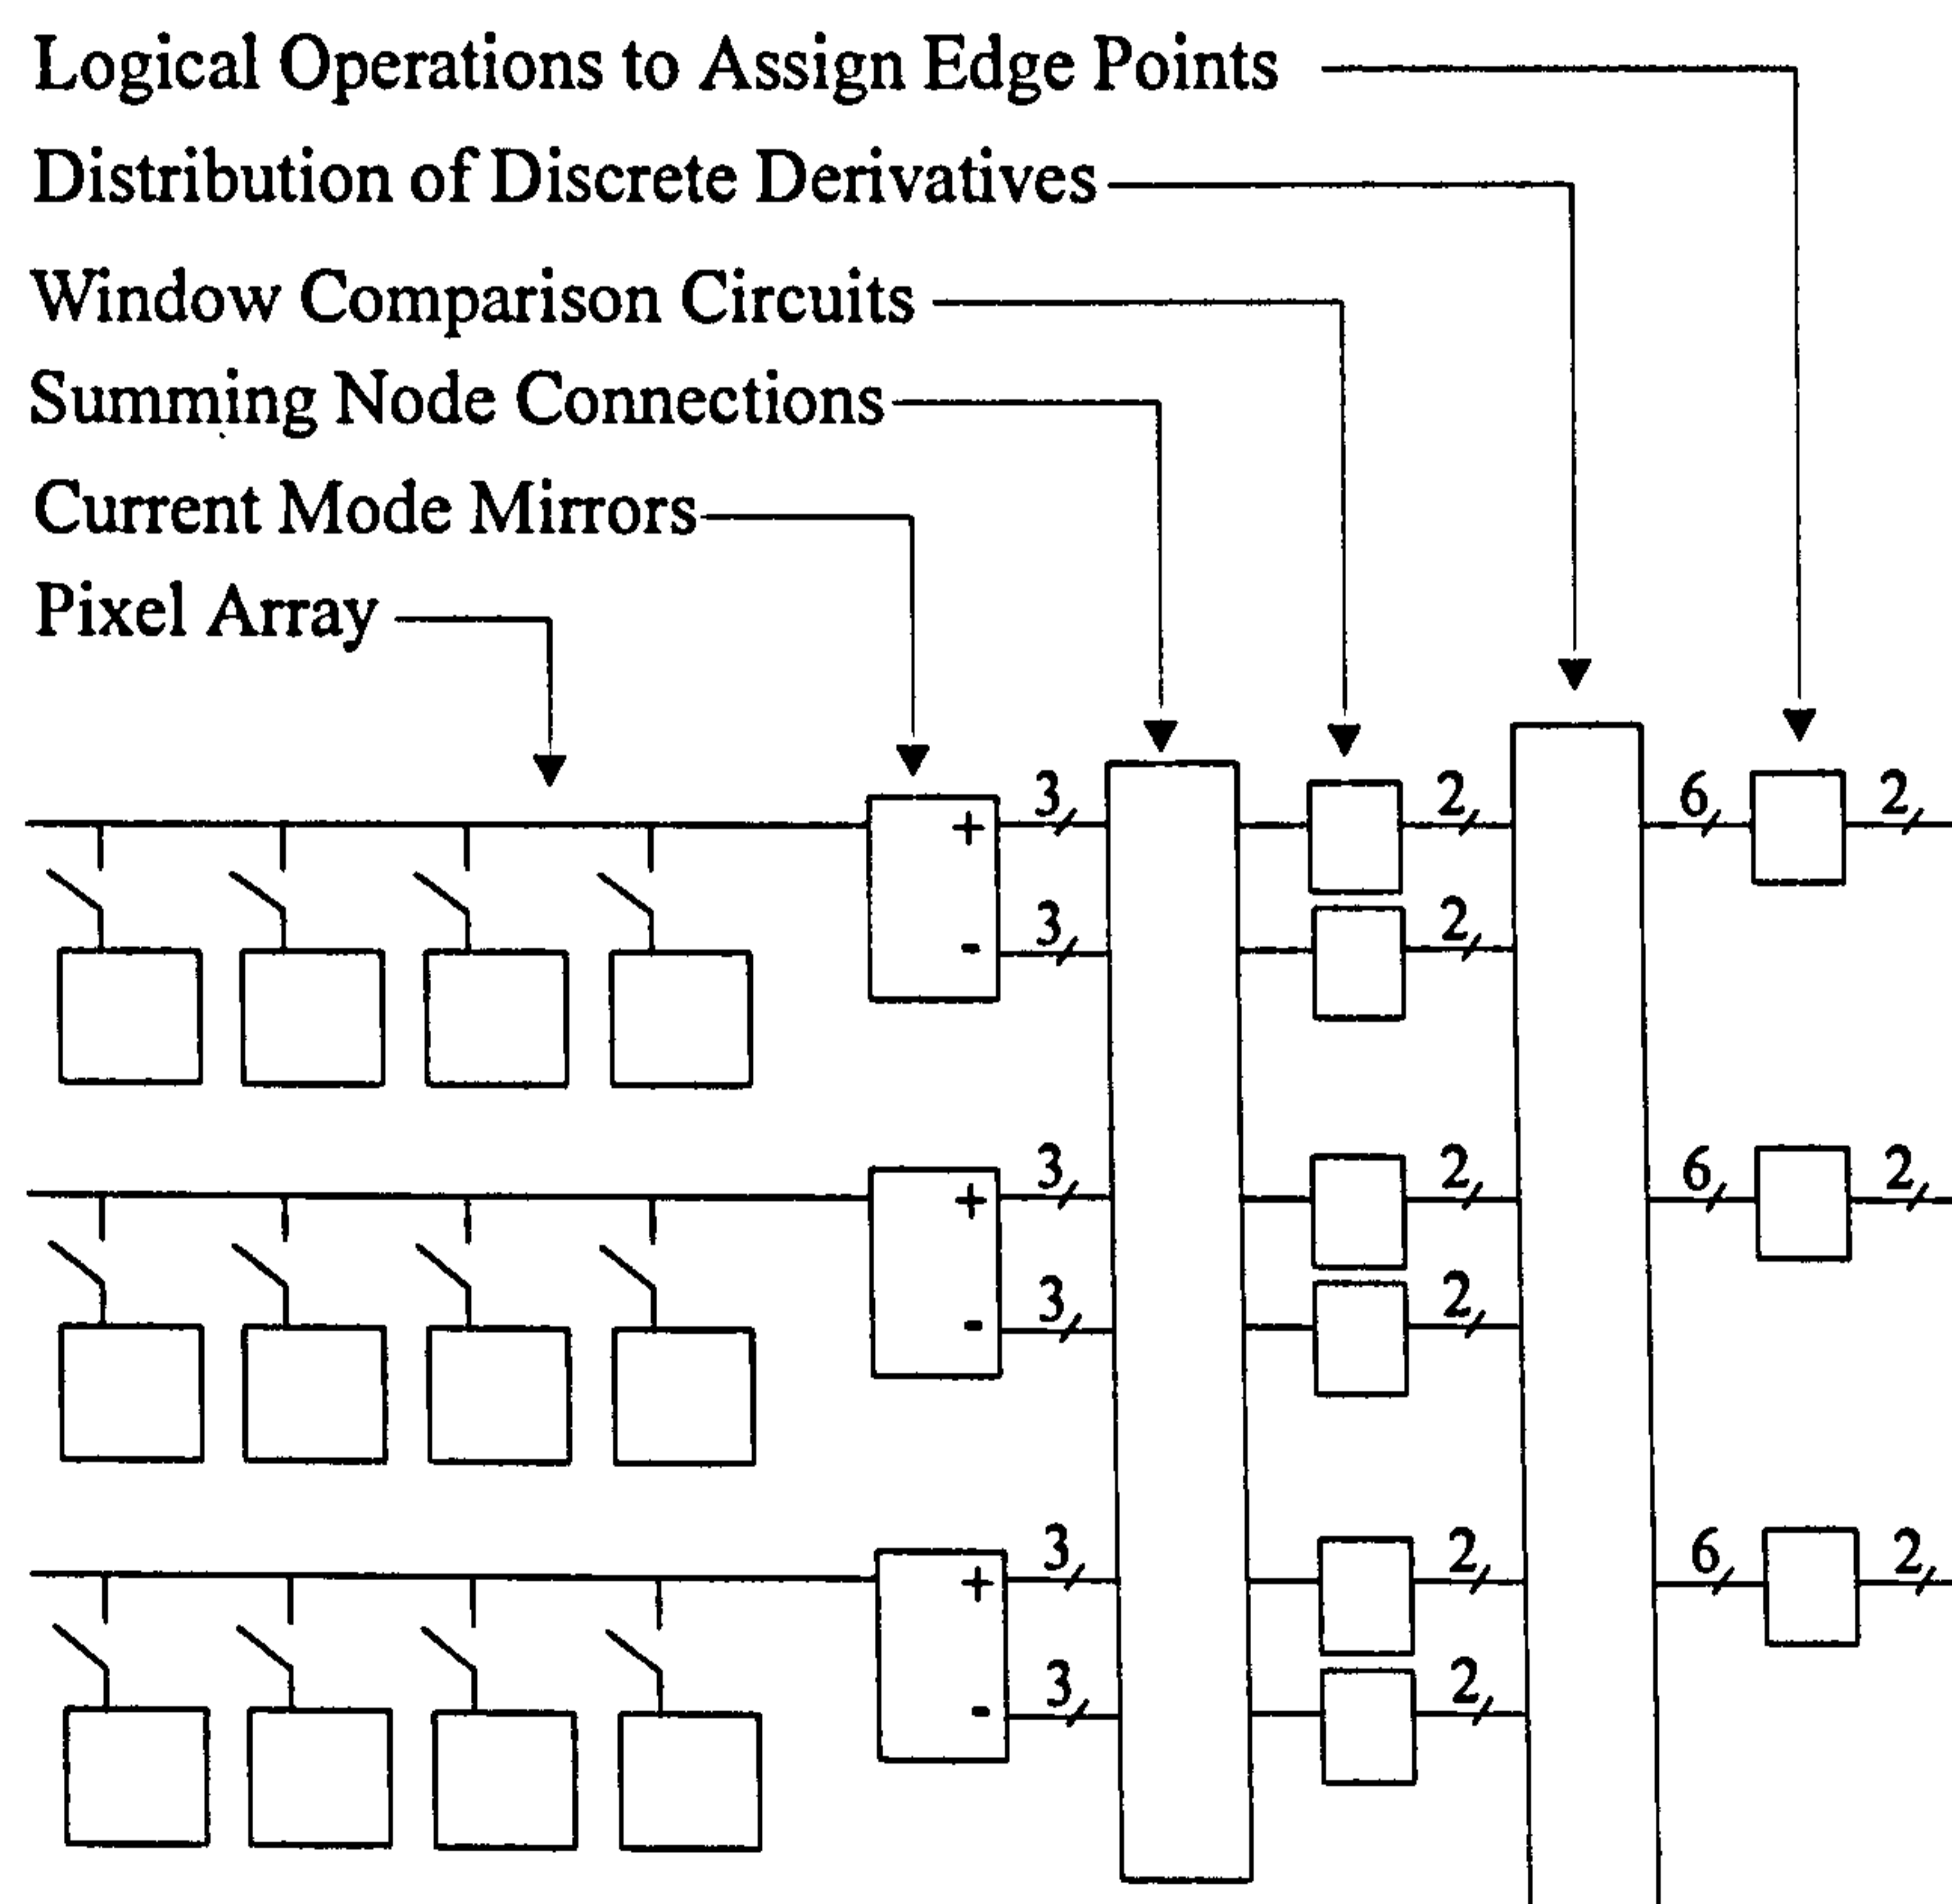 Logical Operations to Assign Edge Points
Distribution of Discrete Derivatives
Window Comparison Circuits
Summing Node Connections
Current Mode Mirrors
Pixel Array
3 2 6 2
+
3 2
-
3 2 6 2
+
3 2
-
3 2 6 2
+
3 2
-